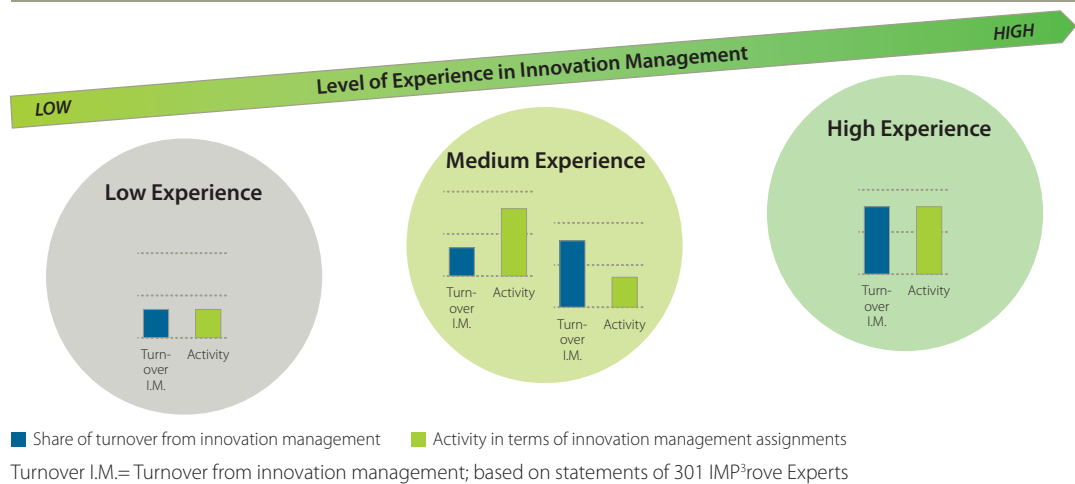 HIGH
Level of Experience in Innovation Management
LOW
Low Experience
Turn-
over
I.M.
Activity
Medium Experience
Turn-
over
I.M.
Activity
Turn-
over
I.M.
Activity
High Experience
Turn-
over
I.M.
Activity
Share of turnover from innovation management
Activity in terms of innovation management assignments
Turnover I.M.= Turnover from innovation management; based on statements of 301 IMP³rove Experts